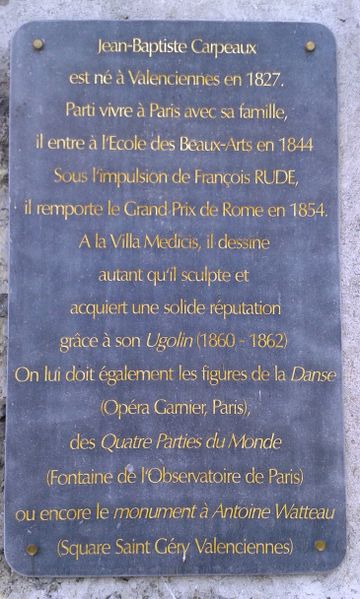 Jean-Baptiste Carpeaux
est né à Valenciennes en 1827.
Parti vivre à Paris avec sa famille,
il entre à l'Ecole des Beaux-Arts en 1844
Sous l'impulsion de François RUDE,
il remporte le Grand Prix de Rome en 1854.
A la Villa Medicis, il dessine
autant qu'il sculpte et
acquiert une solide réputation
grâce à son Ugolin (1860 - 1862)
On lui doit également les figures de la Danse
(Opéra Garnier, Paris),
des Quatre Parties du Monde
(Fontaine de l'Observatoire de Paris)
ou encore le monument à Antoine Watteau
(Square Saint Géry Valenciennes)